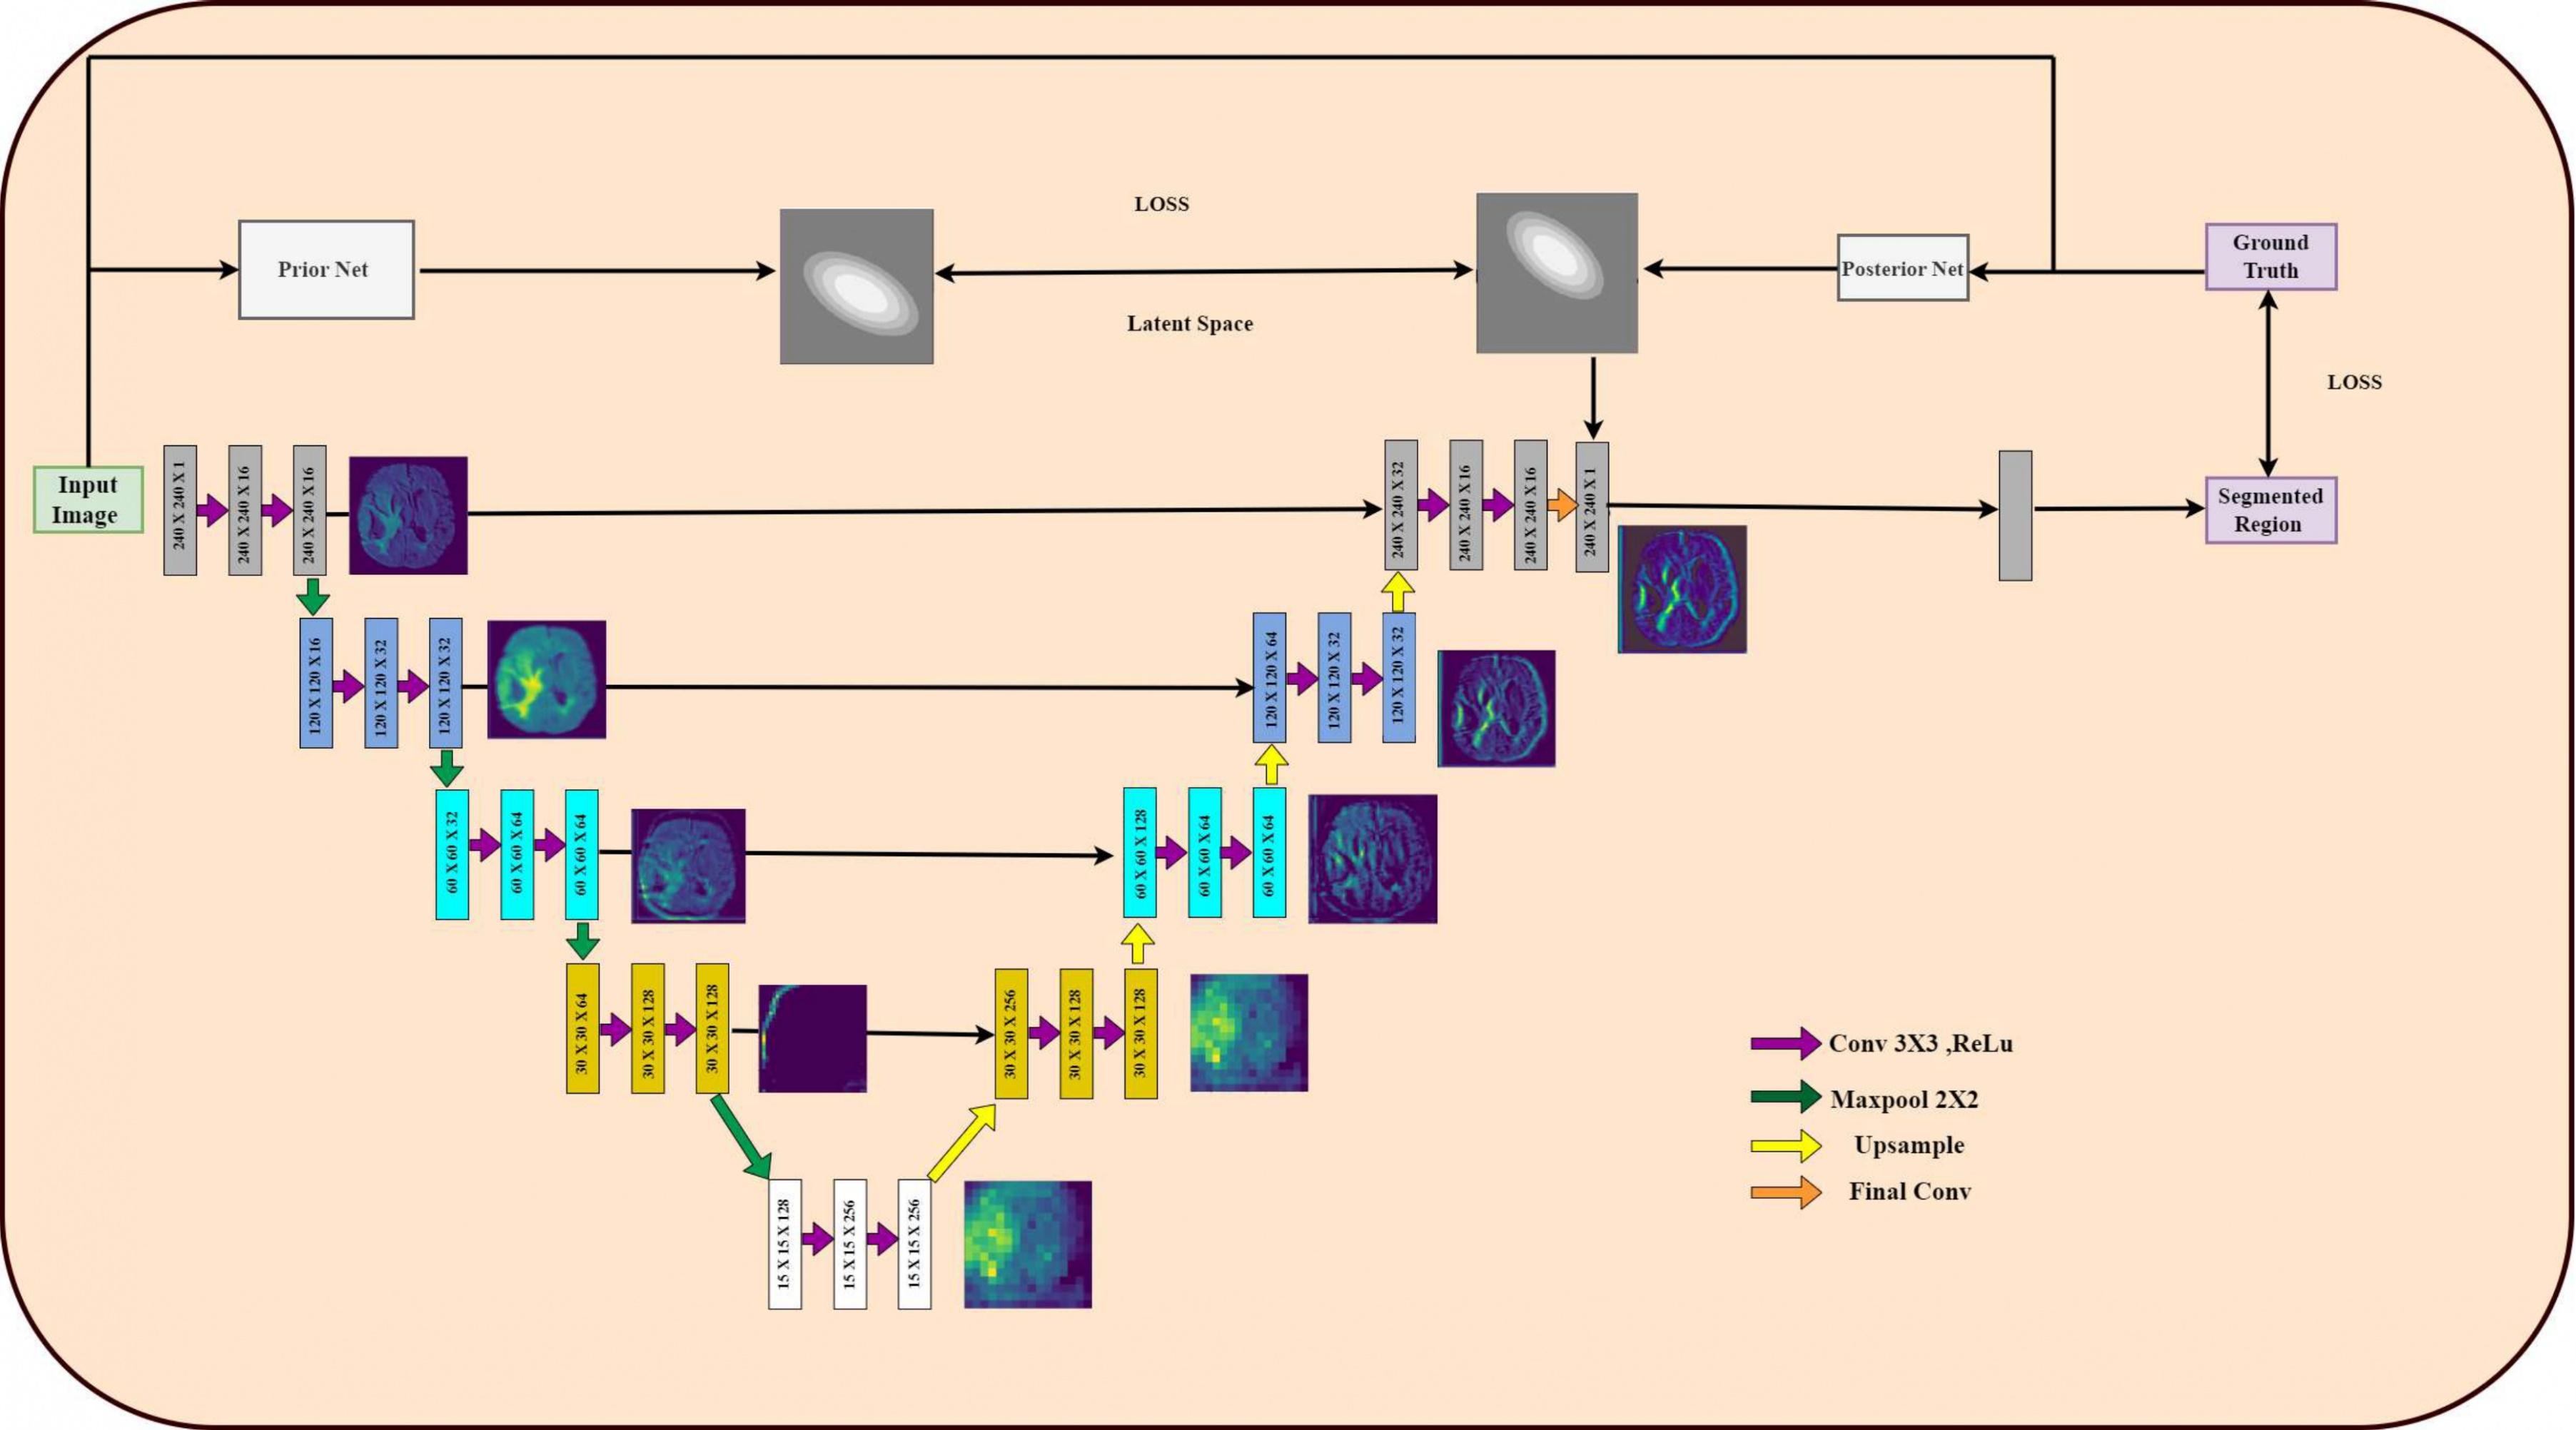 LOSS
Prior Net
Latent Space
Posterior Net
Ground
Truth
LOSS
Input
Image
240 X 240 X 1
240 X 240 X 16
240 X 240 X 16
240 X 240 X 32
240 X 240 X 16
240 X 240 X 16
240 X 240 X 1
Segmented
Region
120 X 120 X 16
120 X 120 X 32
120 X 120 X 32
120 X 120 X 64
120 X 120 X 32
120 X 120 X 32
60 X 60 X 32
60 X 60 X 64
60 X 60 X 64
60 X 60 X 128
60 X 60 X 64
60 X 60 X 64
30 X 30 X 64
30 X 30 X 128
30 X 30 X 128
30 X 30 X 256
30 X 30 X 128
30 X 30 X 128
15 X 15 X 128
15 X 15 X 256
15 X 15 X 256
Conv 3X3 ,ReLu
Maxpool 2X2
Upsample
Final Conv